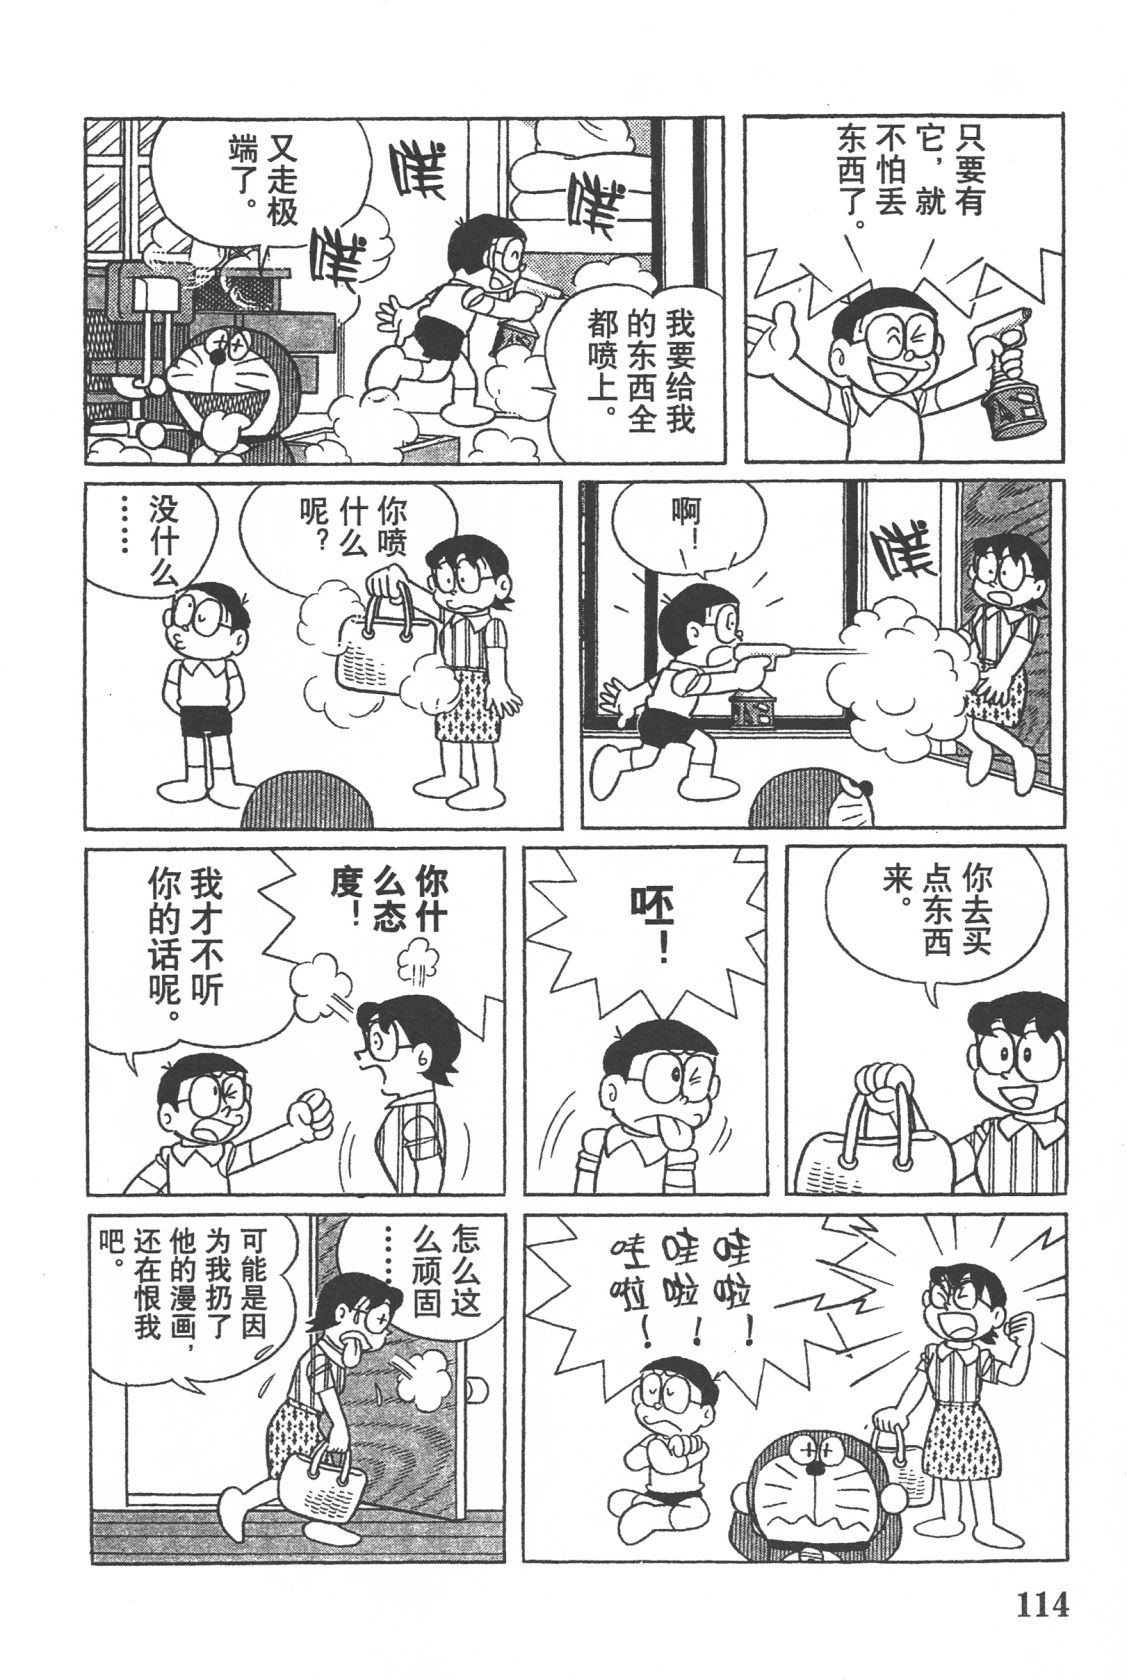 只要有
它，就
不怕丢
东西了。
我要给我
的东西全
都喷上。
噗
噗
噗
又走极
端了。
噗
啊！
你喷
什么
呢？
没什么
……
你去买
点东西
来。
呸！
你什
么态
度！
我才不听
你的话呢。
哇啦！
哇啦！
哇啦！
怎么这
么顽固
……
可能是因
为我扔了
他的漫画，
还在恨我
吧。
114